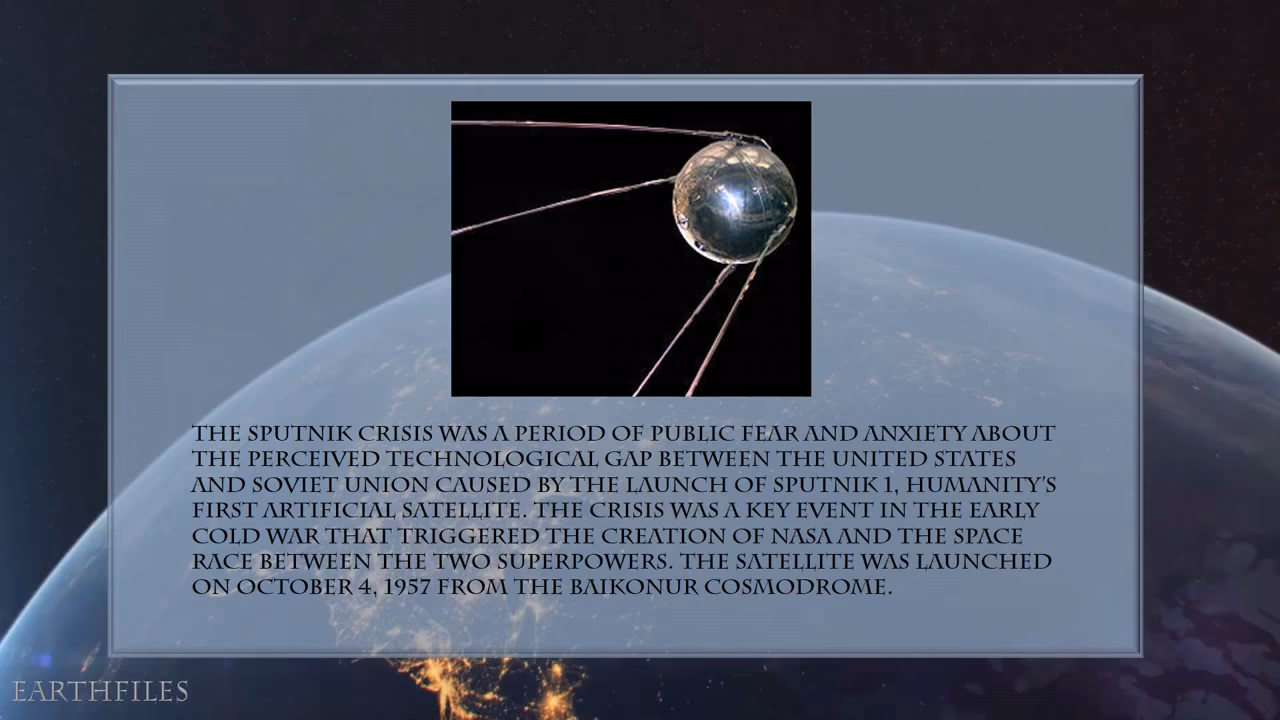 THE SPUTNIK CRISIS WAS A PERIOD OF PUBLIC FEAR AND ANXIETY ABOUT
THE PERCEIVED TECHNOLOGICAL GAP BETWEEN THE UNITED STATES
AND SOVIET UNION CAUSED BY THE LAUNCH OF SPUTNIK 1, HUMANITY'S
FIRST ARTIFICIAL SATELLITE. THE CRISIS WAS A KEY EVENT IN THE EARLY
COLD WAR THAT TRIGGERED THE CREATION OF NASA AND THE SPACE
RACE BETWEEN THE TWO SUPERPOWERS. THE SATELLITE WAS LAUNCHED
ON OCTOBER 4, 1957 FROM THE BAIKONUR COSMODROME.
EARTHFILES